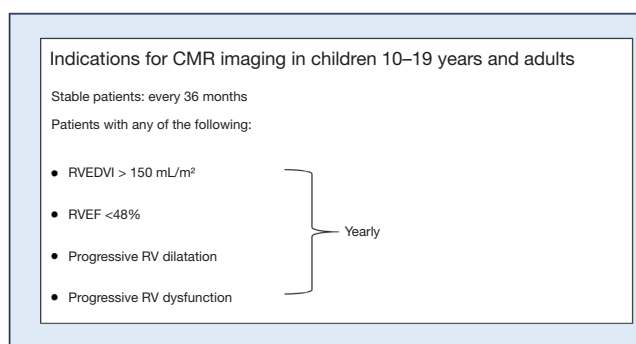 Indications for CMR imaging in children 10–19 years and adults
Stable patients: every 36 months
Patients with any of the following:
● RVEDVI > 150 mL/m²
● RVEF <48%
Yearly
● Progressive RV dilatation
● Progressive RV dysfunction